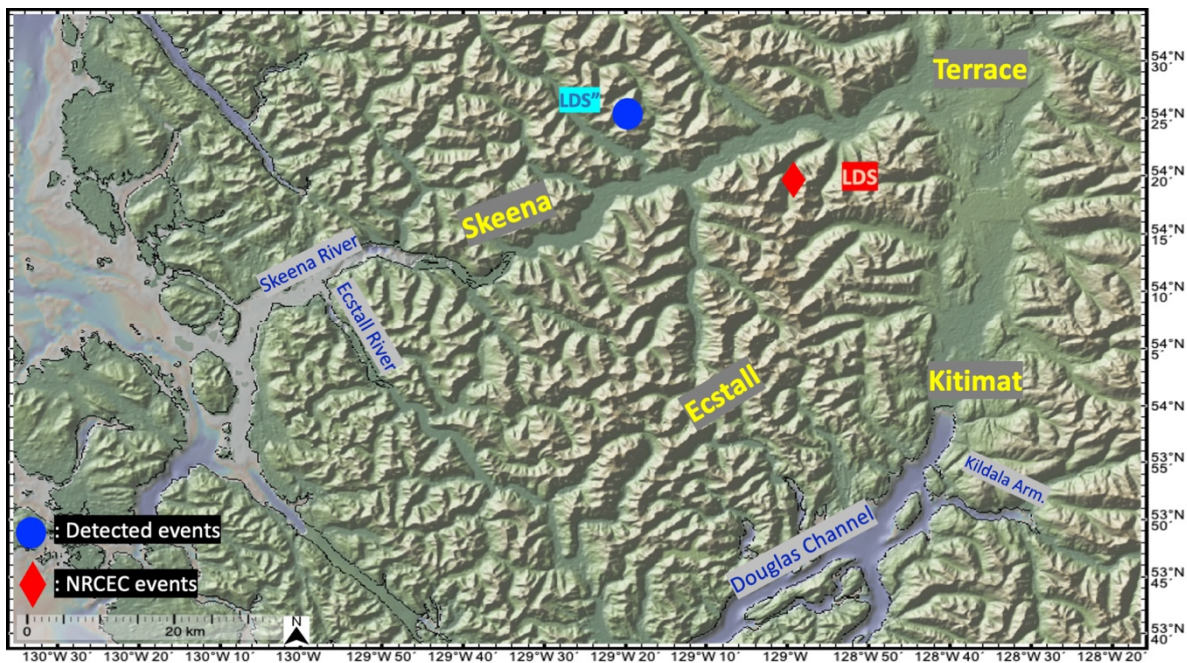 Terrace
LDS”
LDS
Skeena
Skeena River
Ecstall River
Ecstall
Kitimat
Kildala Arm.
Douglas Channel
: Detected events
: NRCEC events
0 20 km
N
54°N 30´
54°N 25´
54°N 20´
54°N 15´
54°N 10´
54°N 5´
54°N
53°N 55´
53°N 50´
53°N 45´
53°N 40´
130°W 30´ 130°W 20´ 130°W 10´ 130°W 129°W 50´ 129°W 40´ 129°W 30´ 129°W 20´ 129°W 10´ 129°W 128°W 50´ 128°W 40´ 128°W 30´ 128°W 20´